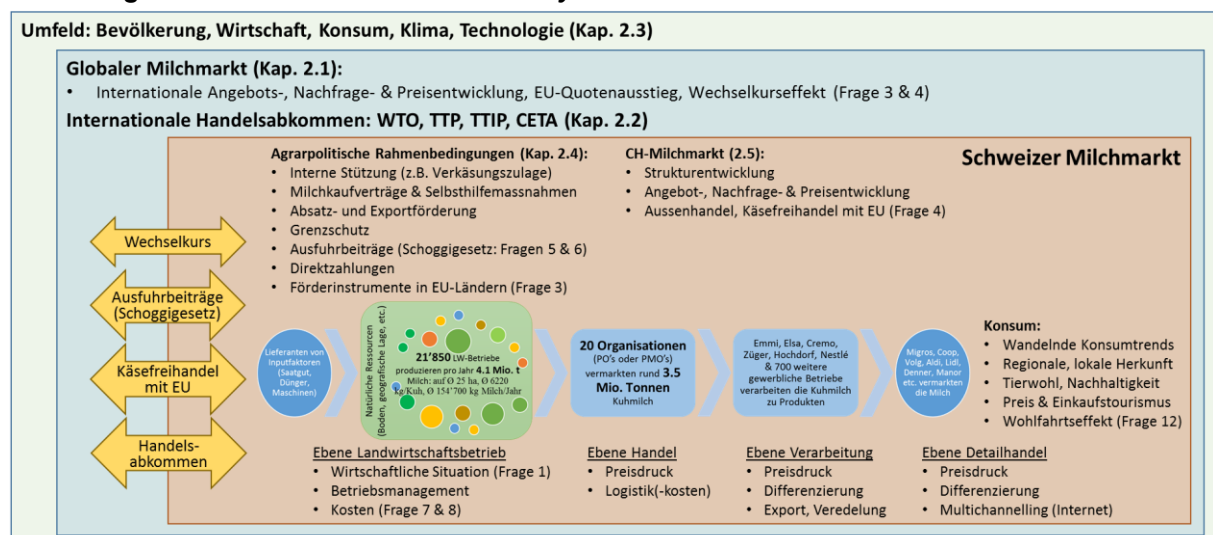 Umfeld: Bevölkerung, Wirtschaft, Konsum, Klima, Technologie (Kap. 2.3)
Globaler Milchmarkt (Kap. 2.1):
• Internationale Angebots-, Nachfrage- & Preisentwicklung, EU-Quotenausstieg, Wechselkurseffekt (Frage 3 & 4)
Internationale Handelsabkommen: WTO, TTP, TTIP, CETA (Kap. 2.2)
Schweizer Milchmarkt
Agrarpolitische Rahmenbedingungen (Kap. 2.4):
• Interne Stützung (z.B. Verkäsungszulage)
• Milchkaufverträge & Selbsthilfemassnahmen
• Absatz- und Exportförderung
• Grenzschutz
• Ausfuhrbeiträge (Schoggigesetz: Fragen 5 & 6)
• Direktzahlungen
• Förderinstrumente in EU-Ländern (Frage 3)
CH-Milchmarkt (2.5):
• Strukturentwicklung
• Angebot-, Nachfrage- & Preisentwicklung
• Aussenhandel, Käsefreihandel mit EU (Frage 4)
Wechselkurs
Ausfuhrbeiträge
(Schoggigesetz)
Käsefreihandel
mit EU
Handels-
abkommen
Lieferanten von
Inputfaktoren
(Saatgut,
Dünger,
Maschinen)
Natürliche Ressourcen
(Boden, geografische Lage, etc.)
21'850 LW-Betriebe
produzieren pro Jahr 4.1 Mio. t
Milch: auf Ø 25 ha, Ø 6220
kg/Kuh, Ø 154'700 kg Milch/Jahr
20 Organisationen
(PO's oder PMO's)
vermarkten rund 3.5
Mio. Tonnen
Kuhmilch
Emmi, Elsa, Cremo,
Züger, Hochdorf, Nestlé
& 700 weitere
gewerbliche Betriebe
verarbeiten die Kuhmilch
zu Produkten
Migros, Coop,
Volg, Aldi, Lidl,
Denner, Manor
etc. vermarkten
die Milch
Konsum:
• Wandelnde Konsumtrends
• Regionale, lokale Herkunft
• Tierwohl, Nachhaltigkeit
• Preis & Einkaufstourismus
• Wohlfahrtseffekt (Frage 12)
Ebene Landwirtschaftsbetrieb
• Wirtschaftliche Situation (Frage 1)
• Betriebsmanagement
• Kosten (Frage 7 & 8)
Ebene Handel
• Preisdruck
• Logistik(-kosten)
Ebene Verarbeitung
• Preisdruck
• Differenzierung
• Export, Veredelung
Ebene Detailhandel
• Preisdruck
• Differenzierung
• Multichannelling (Internet)